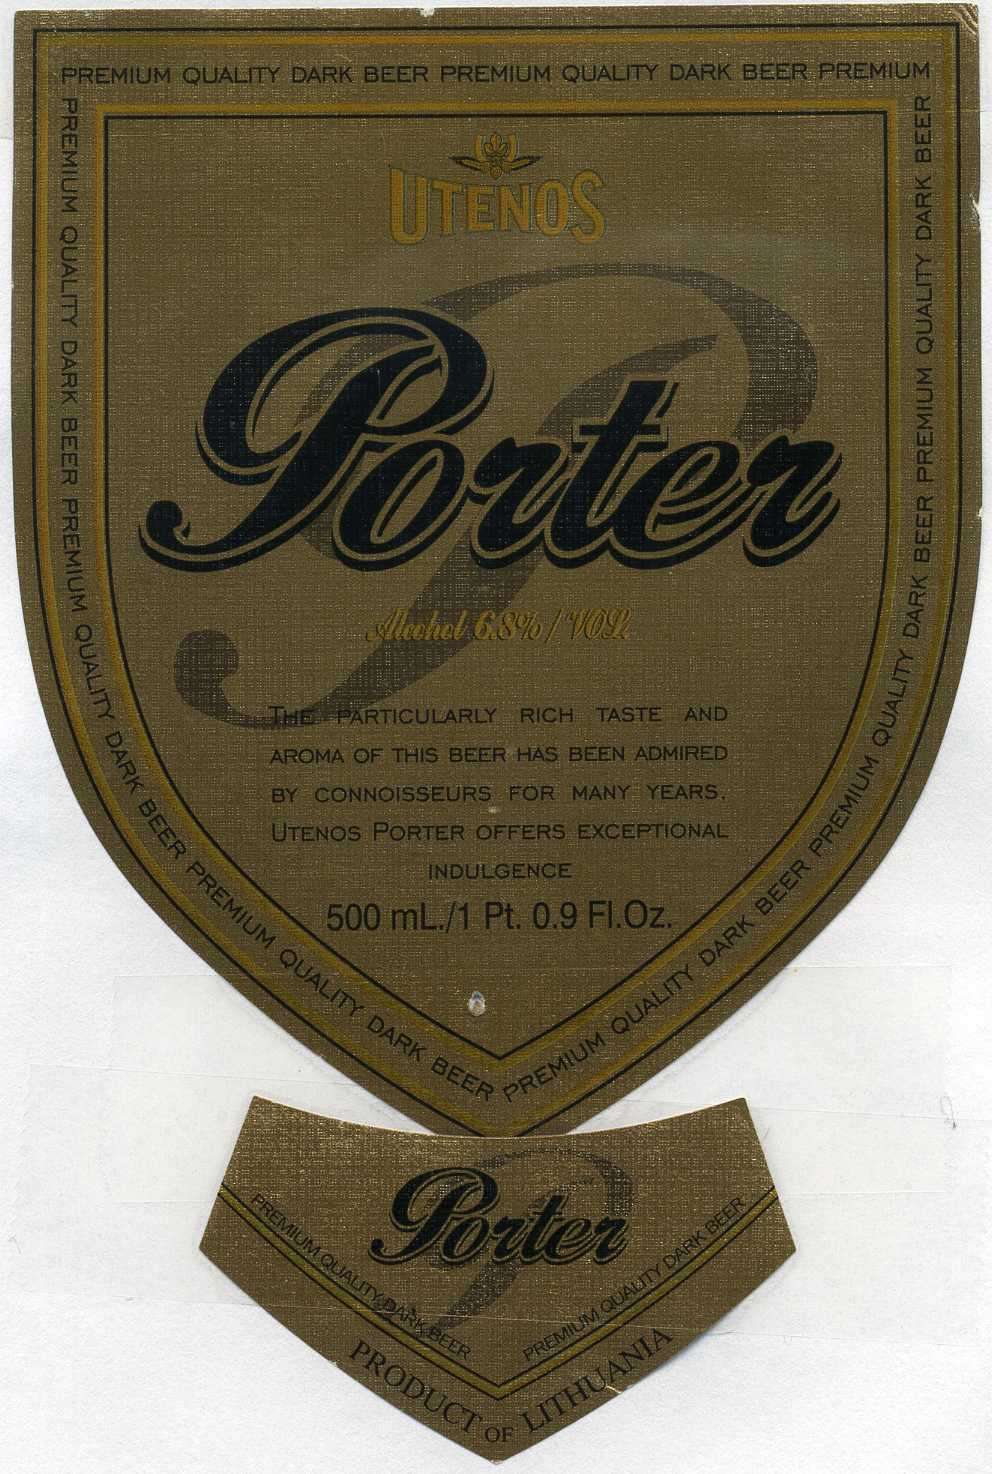 PREMIUM QUALITY DARK BEER PREMIUM QUALITY DARK BEER PREMIUM
PREMIUM QUALITY DARK BEER PREMIUM QUALITY DARK BEER PREMIUM QUALITY DARK BEER
PREMIUM QUALITY DARK BEER PREMIUM QUALITY DARK BEER PREMIUM QUALITY DARK BEER
UTENOS
Porter
Alcohol 6.8% / VOL
THE PARTICULARLY RICH TASTE AND
AROMA OF THIS BEER HAS BEEN ADMIRED
BY CONNOISSEURS FOR MANY YEARS.
UTENOS PORTER OFFERS EXCEPTIONAL
INDULGENCE
500 mL./1 Pt. 0.9 Fl.Oz.
Porter
PREMIUM QUALITY DARK BEER
PREMIUM QUALITY DARK BEER
PRODUCT OF LITHUANIA